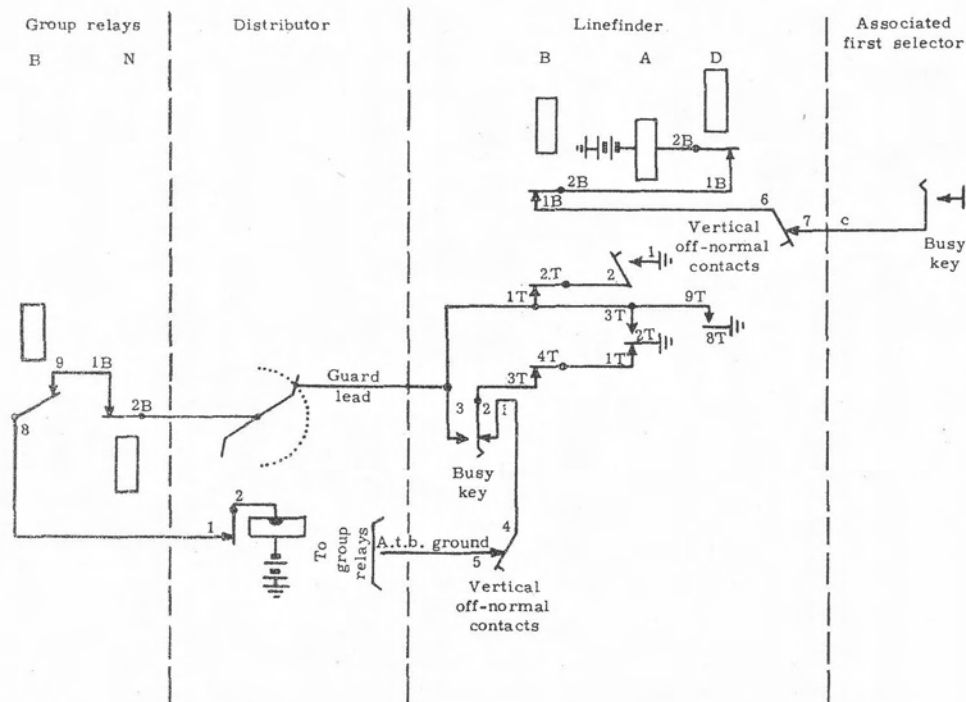 Group relays
Distributor
Linefinder
Associated
first selector
B
N
B
A
D
2B
2B
1B
1B
6
7
c
Vertical
off-normal
contacts
Busy
key
1
2.T
2
1T
3T
9T
2T
8T
4T
1T
3T
9
1B
2B
8
Guard
lead
3
2
1
Busy
key
2
1
To
group
relays
A.t.b. ground
4
5
Vertical
off-normal
contacts